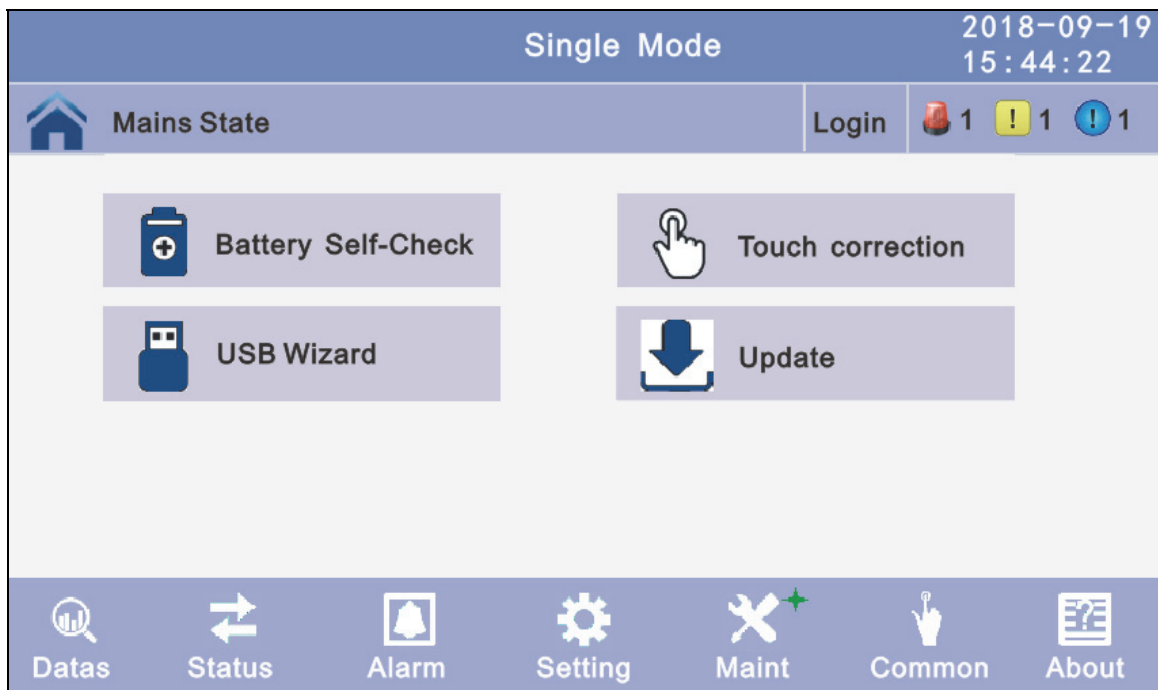 Single Mode
2018-09-19
15:44:22
Mains State
Login
1
! 1
! 1
Battery Self-Check
Touch correction
USB Wizard
Update
Datas
Status
Alarm
Setting
Maint
Common
About